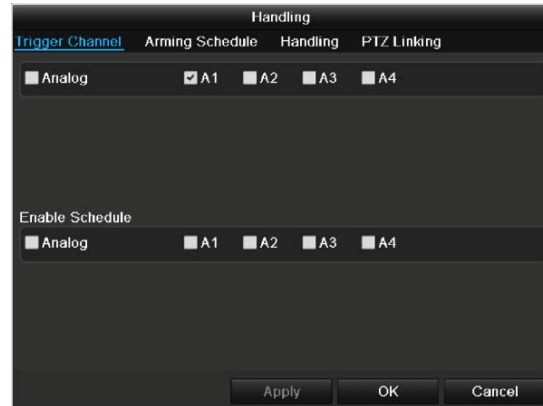 Handling
Trigger Channel Arming Schedule Handling PTZ Linking
Analog A1 A2 A3 A4
Enable Schedule
Analog A1 A2 A3 A4
Apply OK Cancel